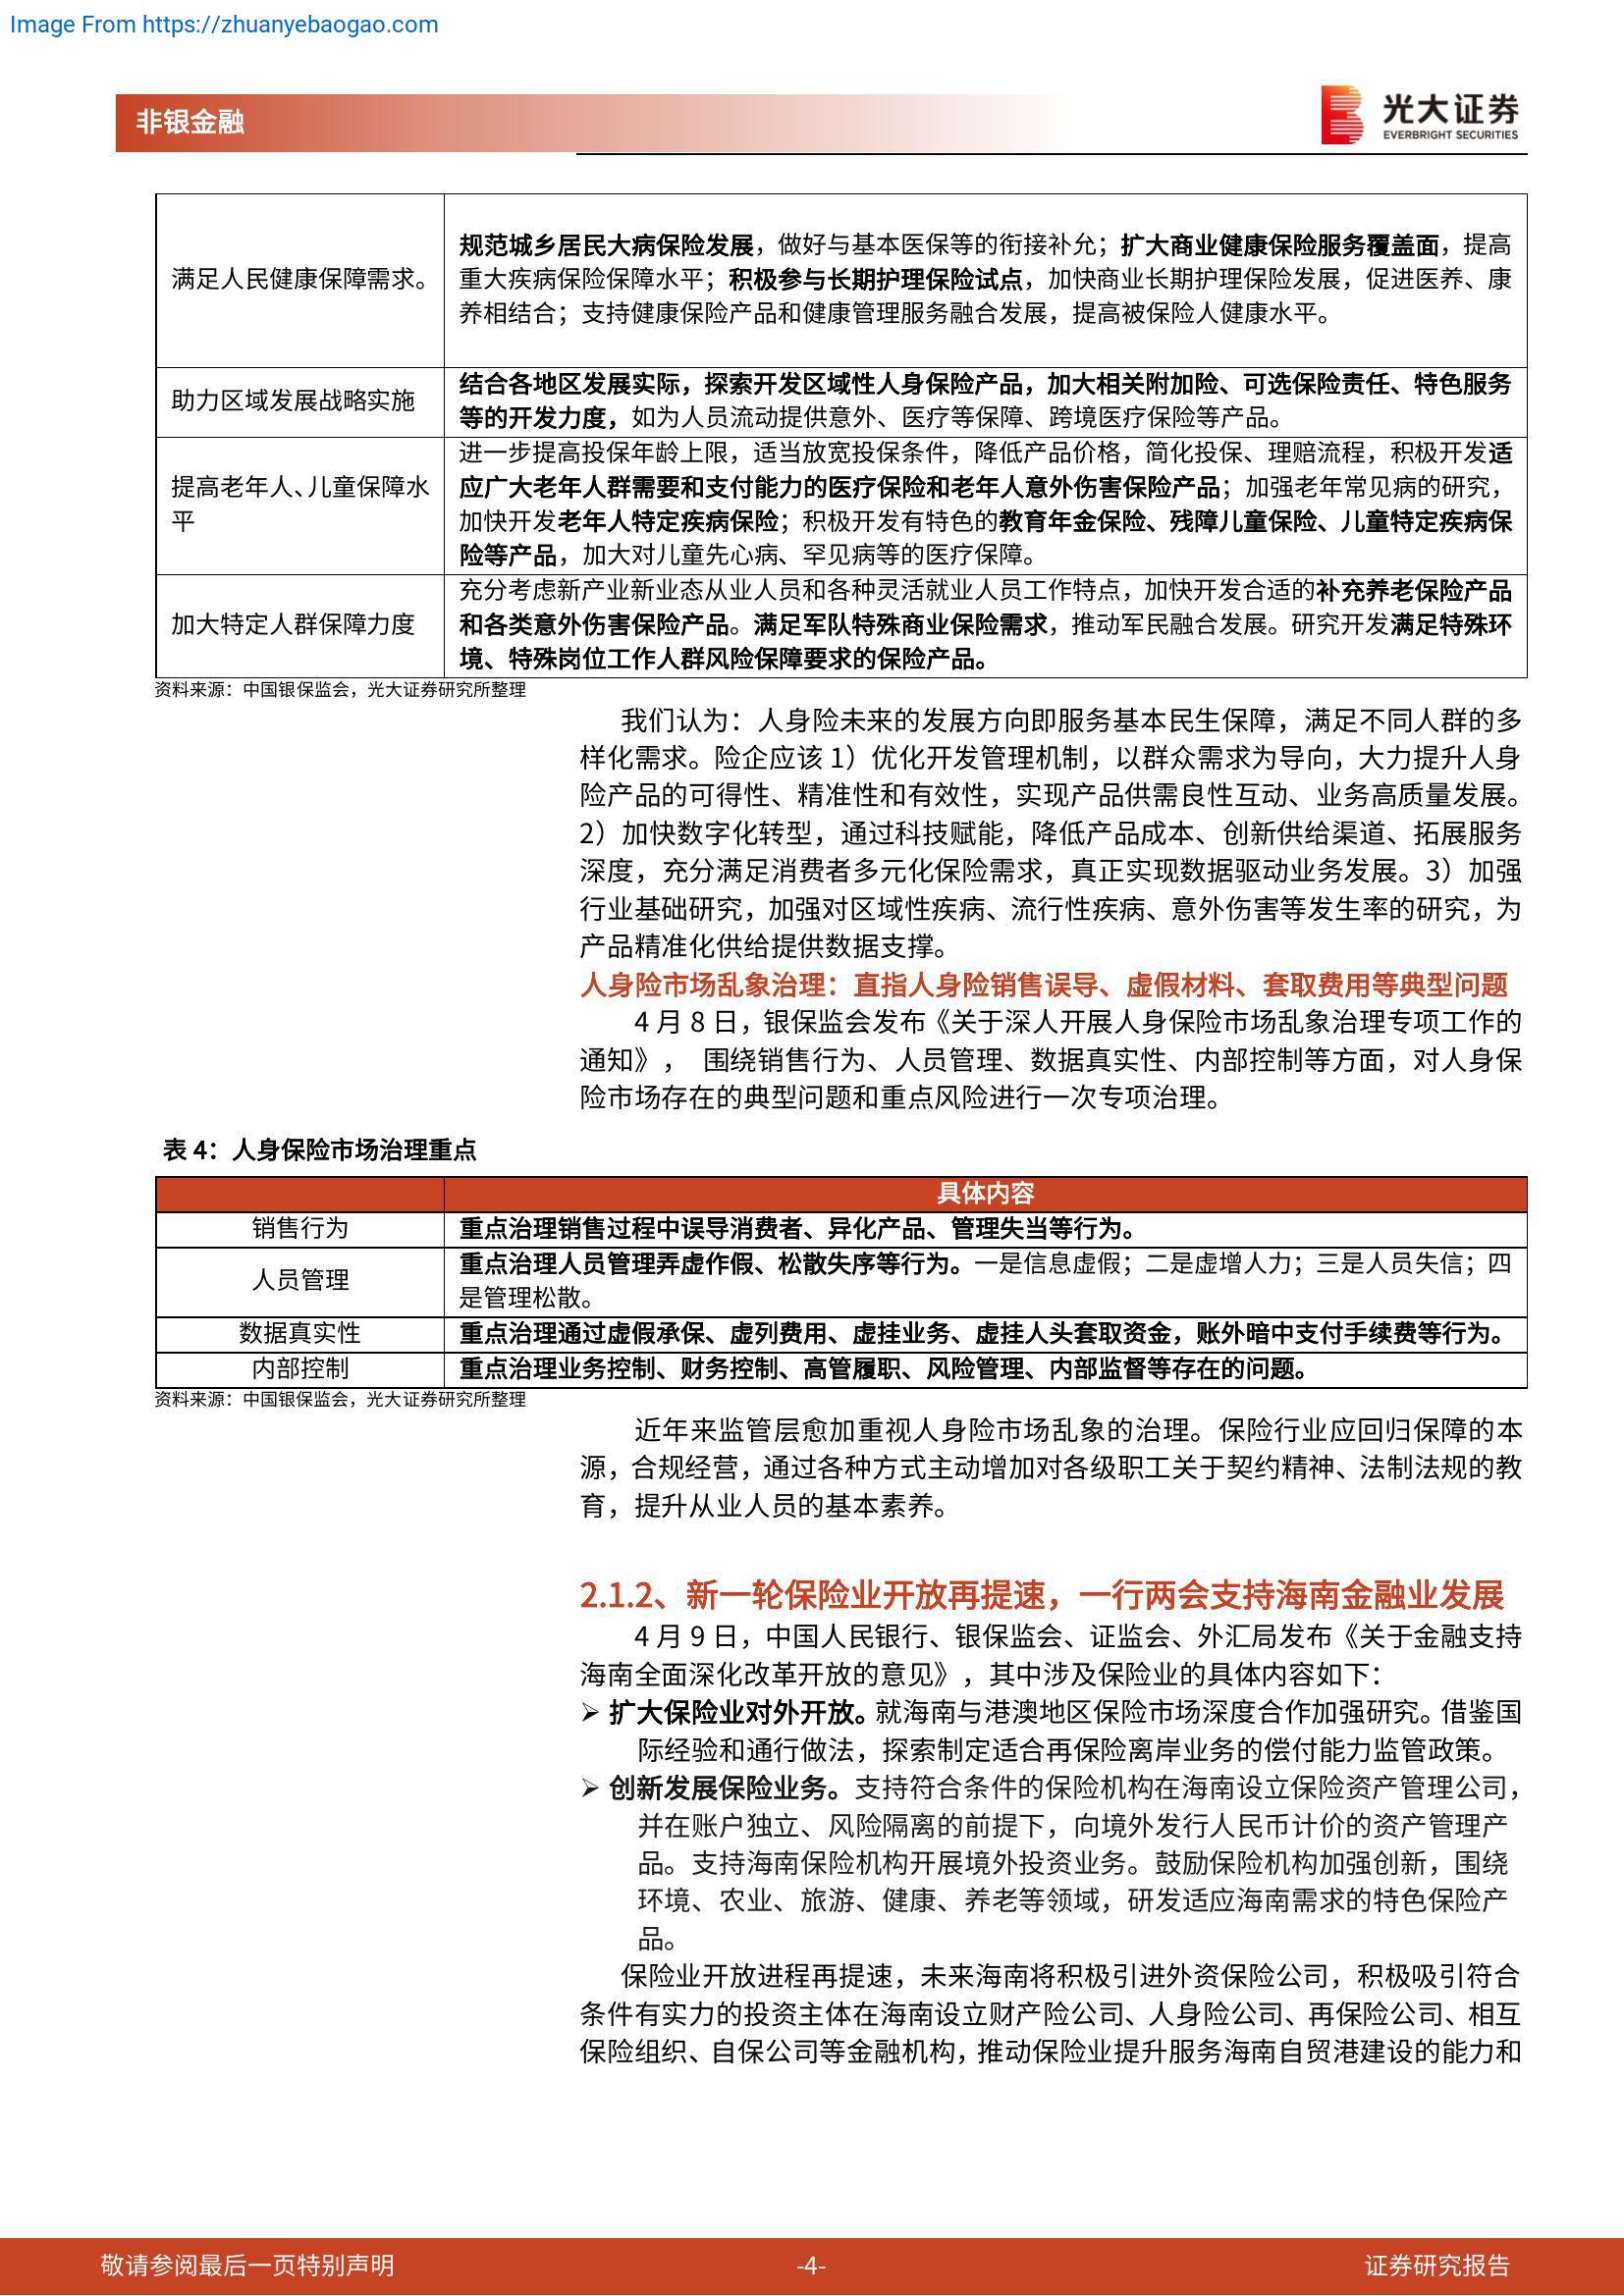 Image From https://zhuanyebaogao.com
非银金融
光大证券
EVERBRIGHT SECURITIES
满足人民健康保障需求。
规范城乡居民大病保险发展，做好与基本医保等的衔接补允；扩大商业健康保险服务覆盖面，提高
重大疾病保险保障水平；积极参与长期护理保险试点，加快商业长期护理保险发展，促进医养、康
养相结合；支持健康保险产品和健康管理服务融合发展，提高被保险人健康水平。
助力区域发展战略实施
结合各地区发展实际，探索开发区域性人身保险产品，加大相关附加险、可选保险责任、特色服务
等的开发力度，如为人员流动提供意外、医疗等保障、跨境医疗保险等产品。
提高老年人、儿童保障水
平
进一步提高投保年龄上限，适当放宽投保条件，降低产品价格，简化投保、理赔流程，积极开发适
应广大老年人群需要和支付能力的医疗保险和老年人意外伤害保险产品；加强老年常见病的研究，
加快开发老年人特定疾病保险；积极开发有特色的教育年金保险、残障儿童保险、儿童特定疾病保
险等产品，加大对儿童先心病、罕见病等的医疗保障。
加大特定人群保障力度
充分考虑新产业新业态从业人员和各种灵活就业人员工作特点，加快开发合适的补充养老保险产品
和各类意外伤害保险产品。满足军队特殊商业保险需求，推动军民融合发展。研究开发满足特殊环
境、特殊岗位工作人群风险保障要求的保险产品。
资料来源：中国银保监会，光大证券研究所整理
我们认为：人身险未来的发展方向即服务基本民生保障，满足不同人群的多
样化需求。险企应该 1）优化开发管理机制，以群众需求为导向，大力提升人身
险产品的可得性、精准性和有效性，实现产品供需良性互动、业务高质量发展。
2）加快数字化转型，通过科技赋能，降低产品成本、创新供给渠道、拓展服务
深度，充分满足消费者多元化保险需求，真正实现数据驱动业务发展。3）加强
行业基础研究，加强对区域性疾病、流行性疾病、意外伤害等发生率的研究，为
产品精准化供给提供数据支撑。
人身险市场乱象治理：直指人身险销售误导、虚假材料、套取费用等典型问题
4 月 8 日，银保监会发布《关于深人开展人身保险市场乱象治理专项工作的
通知》， 围绕销售行为、人员管理、数据真实性、内部控制等方面，对人身保
险市场存在的典型问题和重点风险进行一次专项治理。
表 4：人身保险市场治理重点
具体内容
销售行为
重点治理销售过程中误导消费者、异化产品、管理失当等行为。
人员管理
重点治理人员管理弄虚作假、松散失序等行为。一是信息虚假；二是虚增人力；三是人员失信；四
是管理松散。
数据真实性
重点治理通过虚假承保、虚列费用、虚挂业务、虚挂人头套取资金，账外暗中支付手续费等行为。
内部控制
重点治理业务控制、财务控制、高管履职、风险管理、内部监督等存在的问题。
资料来源：中国银保监会，光大证券研究所整理
近年来监管层愈加重视人身险市场乱象的治理。保险行业应回归保障的本
源，合规经营，通过各种方式主动增加对各级职工关于契约精神、法制法规的教
育，提升从业人员的基本素养。
2.1.2、新一轮保险业开放再提速，一行两会支持海南金融业发展
4 月 9 日，中国人民银行、银保监会、证监会、外汇局发布《关于金融支持
海南全面深化改革开放的意见》，其中涉及保险业的具体内容如下：
➢ 扩大保险业对外开放。就海南与港澳地区保险市场深度合作加强研究。借鉴国
际经验和通行做法，探索制定适合再保险离岸业务的偿付能力监管政策。
➢ 创新发展保险业务。支持符合条件的保险机构在海南设立保险资产管理公司，
并在账户独立、风险隔离的前提下，向境外发行人民币计价的资产管理产
品。支持海南保险机构开展境外投资业务。鼓励保险机构加强创新，围绕
环境、农业、旅游、健康、养老等领域，研发适应海南需求的特色保险产
品。
保险业开放进程再提速，未来海南将积极引进外资保险公司，积极吸引符合
条件有实力的投资主体在海南设立财产险公司、人身险公司、再保险公司、相互
保险组织、自保公司等金融机构，推动保险业提升服务海南自贸港建设的能力和
敬请参阅最后一页特别声明
-4-
证券研究报告